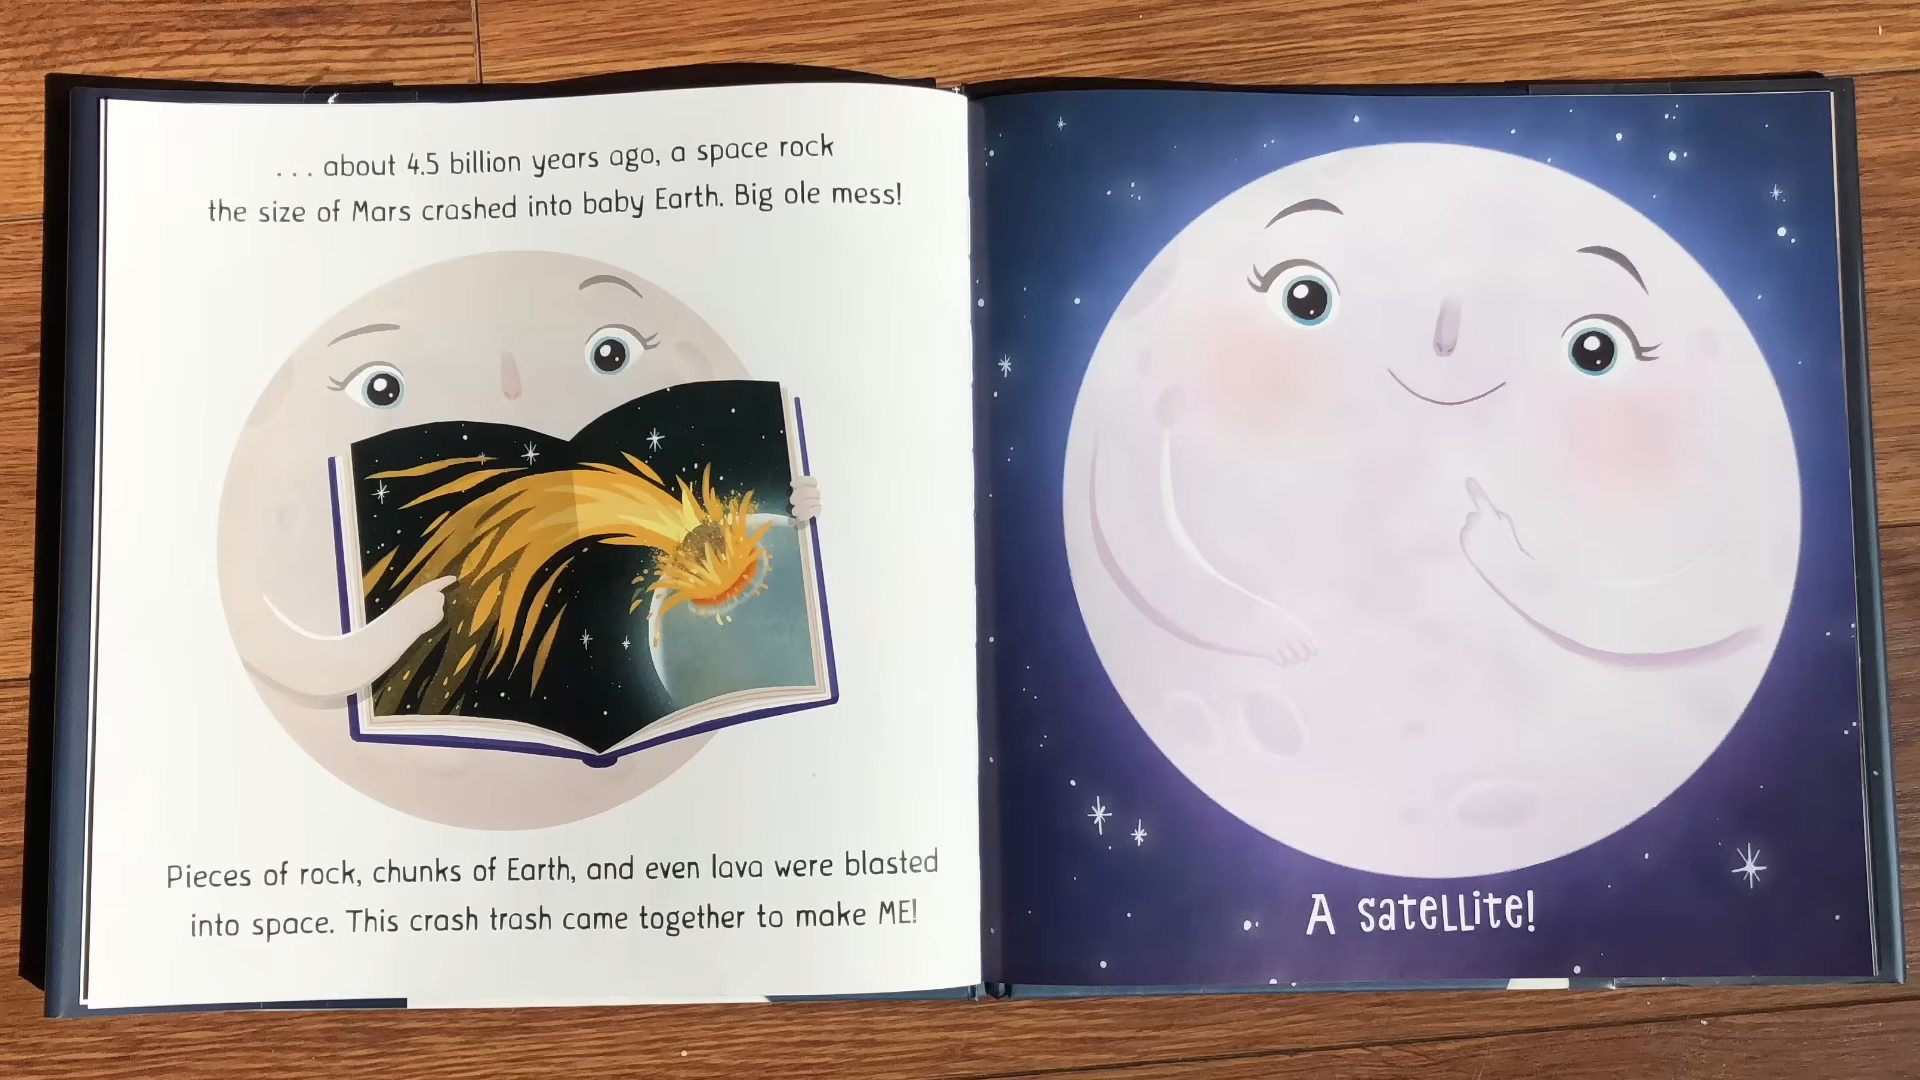 ... about 4.5 billion years ago, a space rock
the size of Mars crashed into baby Earth. Big ole mess!
Pieces of rock, chunks of Earth, and even lava were blasted
into space. This crash trash came together to make ME!
A satellite!